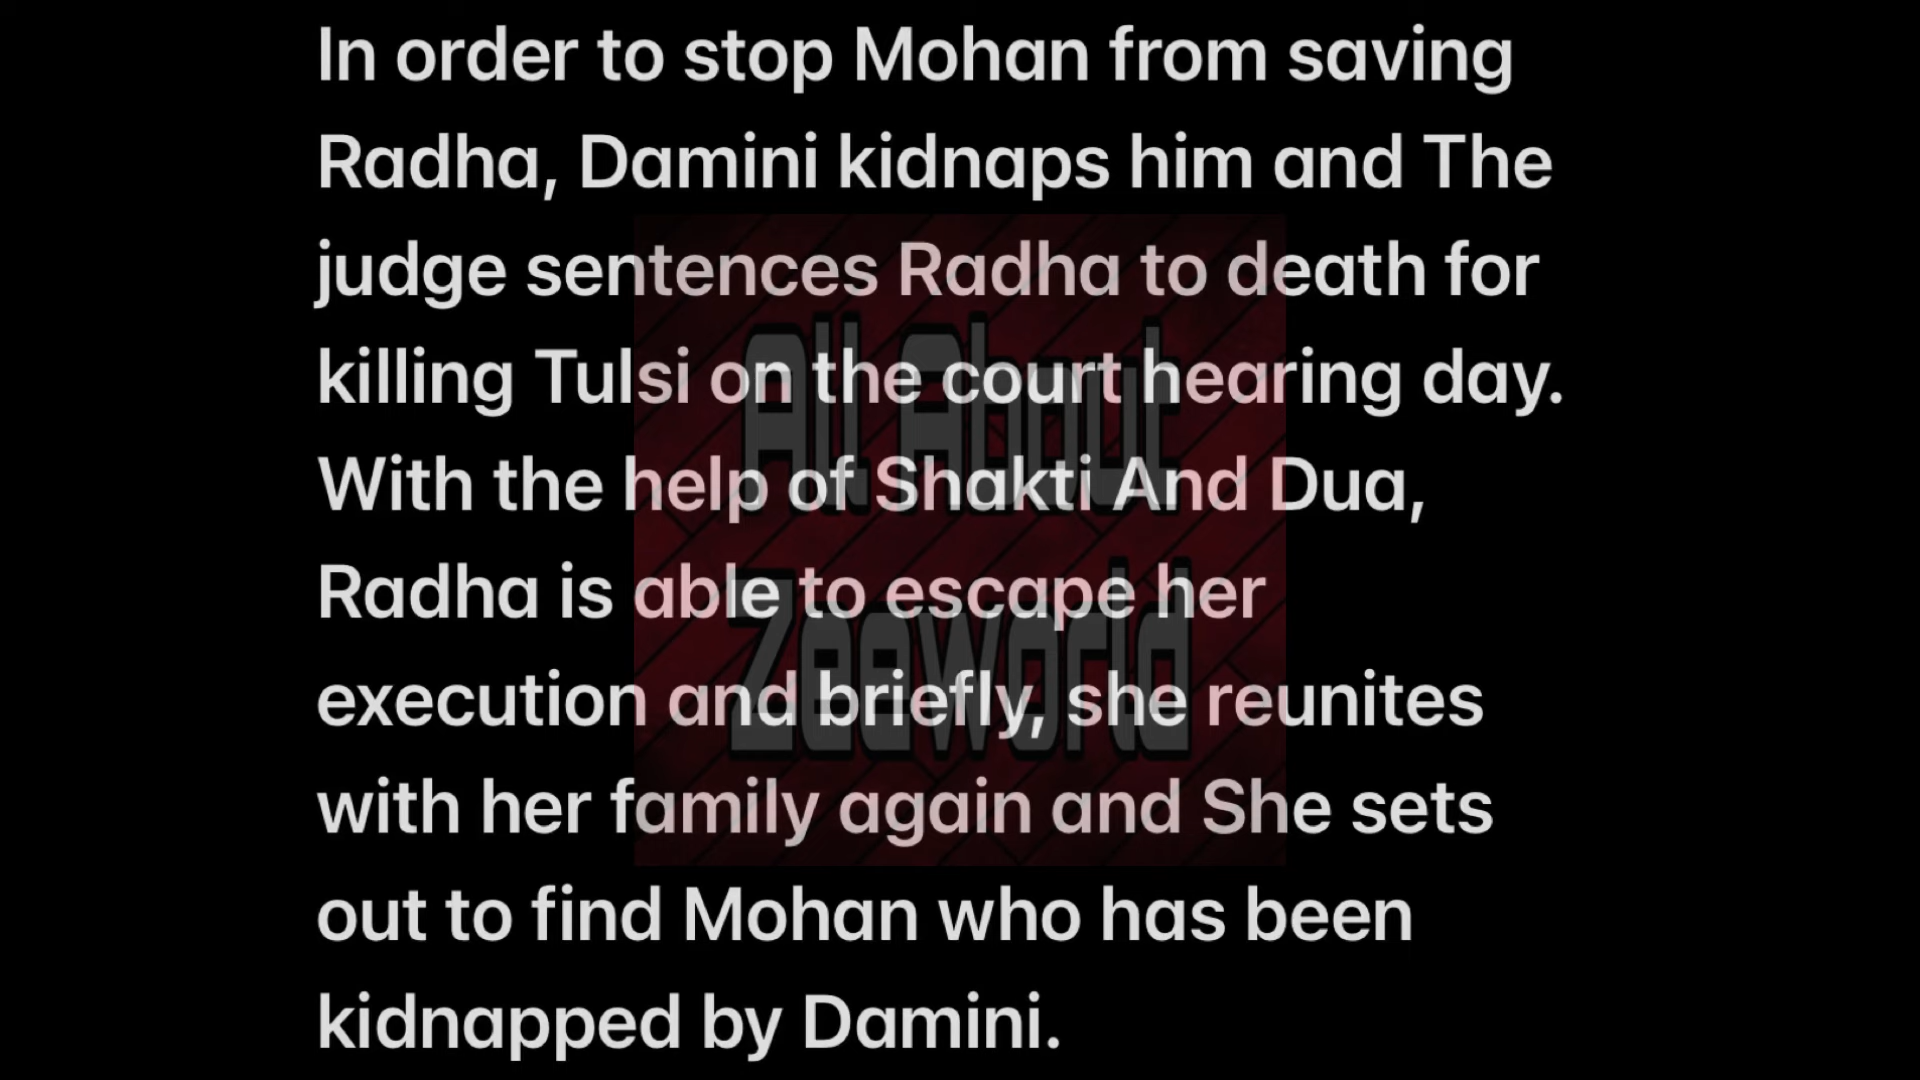 In order to stop Mohan from saving
Radha, Damini kidnaps him and The
judge sentences Radha to death for
killing Tulsi on the court hearing day.
With the help of Shakti And Dua,
Radha is able to escape her
execution and briefly, she reunites
with her family again and She sets
out to find Mohan who has been
kidnapped by Damini.
All About
Zeeworld